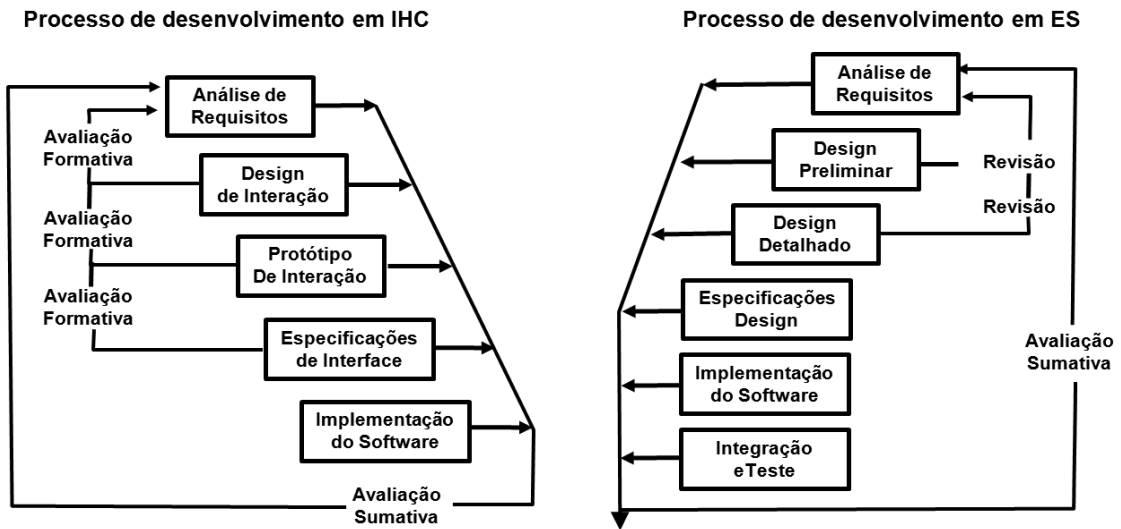 Processo de desenvolvimento em IHC
Análise de
Requisitos
Avaliação
Formativa
Design
de Interação
Avaliação
Formativa
Protótipo
De Interação
Avaliação
Formativa
Especificações
de Interface
Implementação
do Software
Avaliação
Sumativa
Processo de desenvolvimento em ES
Análise de
Requisitos
Design
Preliminar
Revisão
Revisão
Design
Detalhado
Especificações
Design
Avaliação
Sumativa
Implementação
do Software
Integração
eTeste